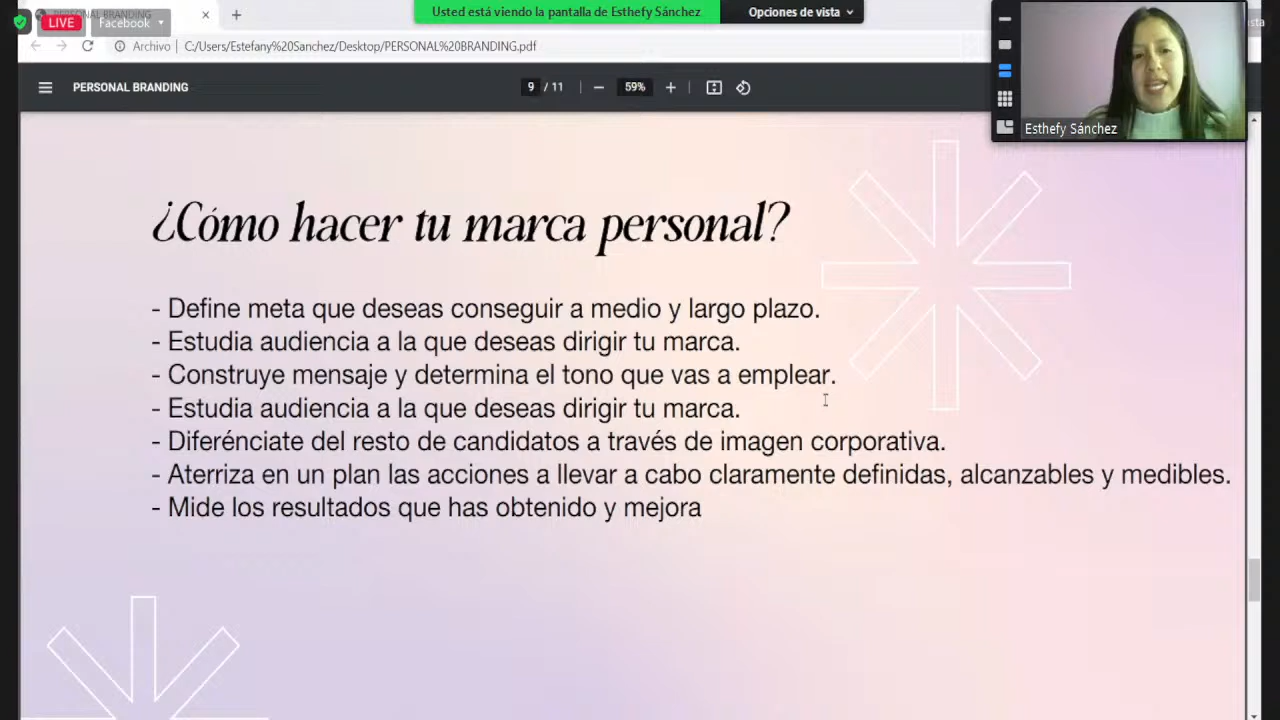 PERSONAL BRANDING
LIVE
Facebook
Usted está viendo la pantalla de Esthefy Sánchez
Opciones de vista
Archivo
C:/Users/Estefany%20Sanchez/Desktop/PERSONAL%20BRANDING.pdf
PERSONAL BRANDING
9 / 11
59%
Esthefy Sánchez
¿Cómo hacer tu marca personal?
- Define meta que deseas conseguir a medio y largo plazo.
- Estudia audiencia a la que deseas dirigir tu marca.
- Construye mensaje y determina el tono que vas a emplear.
- Estudia audiencia a la que deseas dirigir tu marca.
- Diferénciate del resto de candidatos a través de imagen corporativa.
- Aterriza en un plan las acciones a llevar a cabo claramente definidas, alcanzables y medibles.
- Mide los resultados que has obtenido y mejora